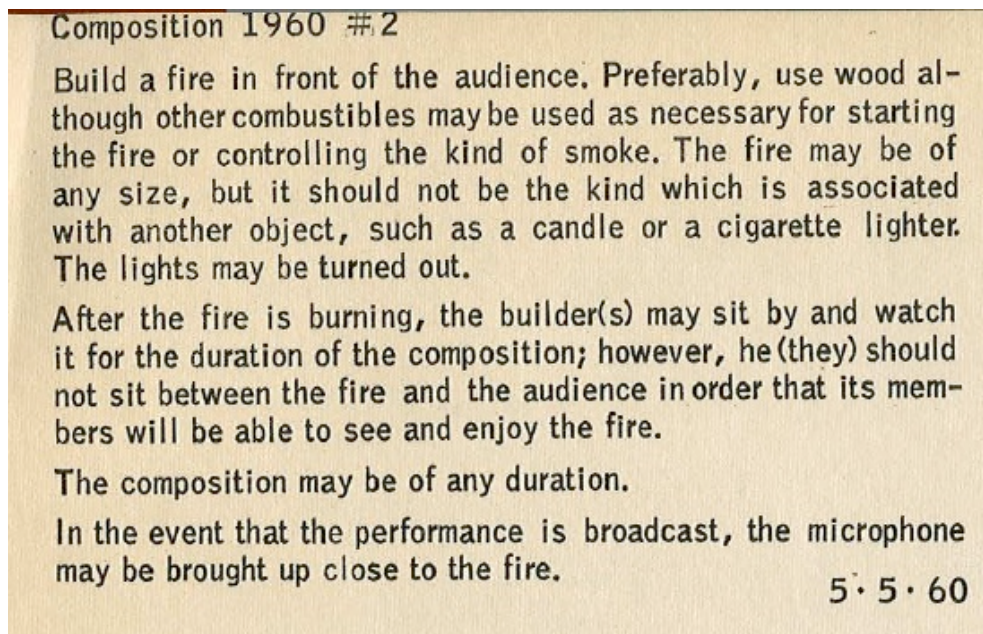 Composition 1960 #2
Build a fire in front of the audience. Preferably, use wood al-
though other combustibles may be used as necessary for starting
the fire or controlling the kind of smoke. The fire may be of
any size, but it should not be the kind which is associated
with another object, such as a candle or a cigarette lighter.
The lights may be turned out.
After the fire is burning, the builder(s) may sit by and watch
it for the duration of the composition; however, he (they) should
not sit between the fire and the audience in order that its mem-
bers will be able to see and enjoy the fire.
The composition may be of any duration.
In the event that the performance is broadcast, the microphone
may be brought up close to the fire.
5 · 5 · 60